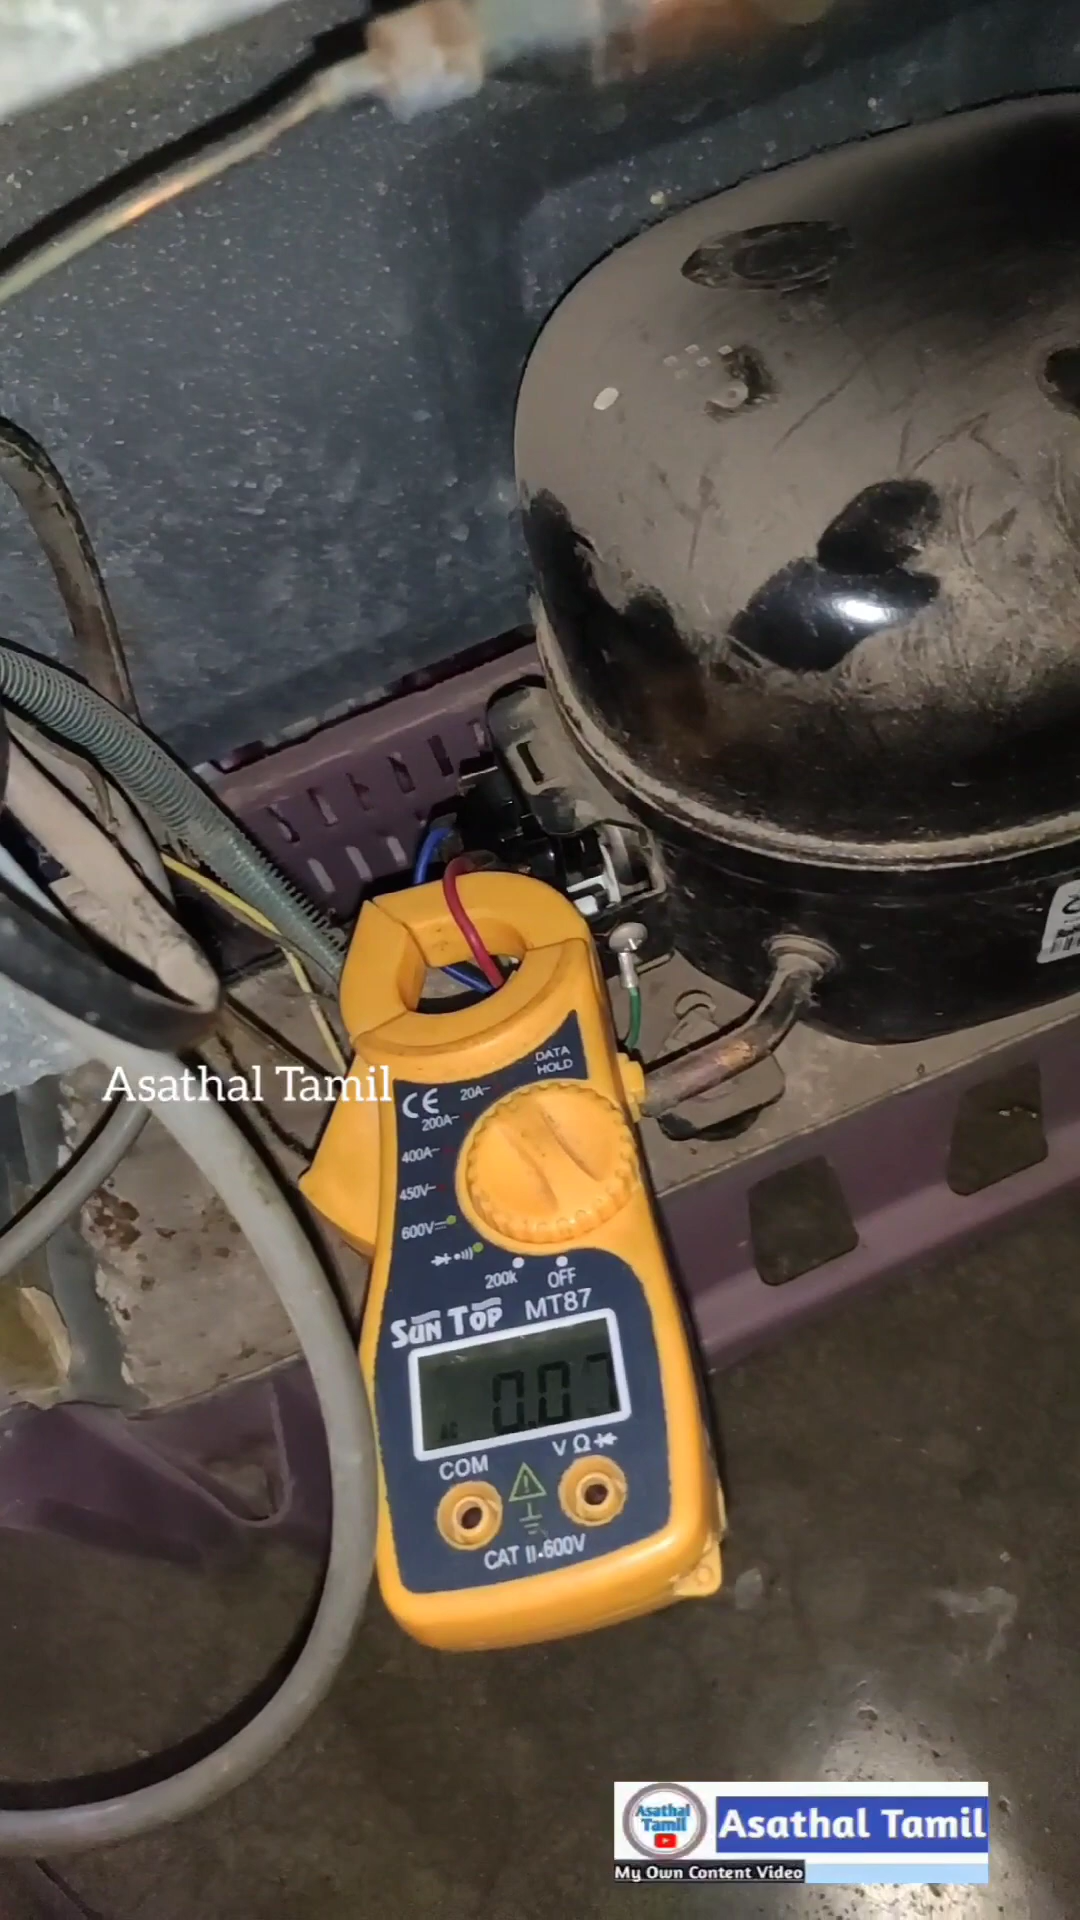 Asathal Tamil
DATA
HOLD
CE
20A~
200A~
400A~
450V~
600V
200k
OFF
SUN TOP
MT87
AC
0.07
COM
VΩ
CAT II 600V
Asathal
Tamil
Asathal Tamil
My Own Content Video